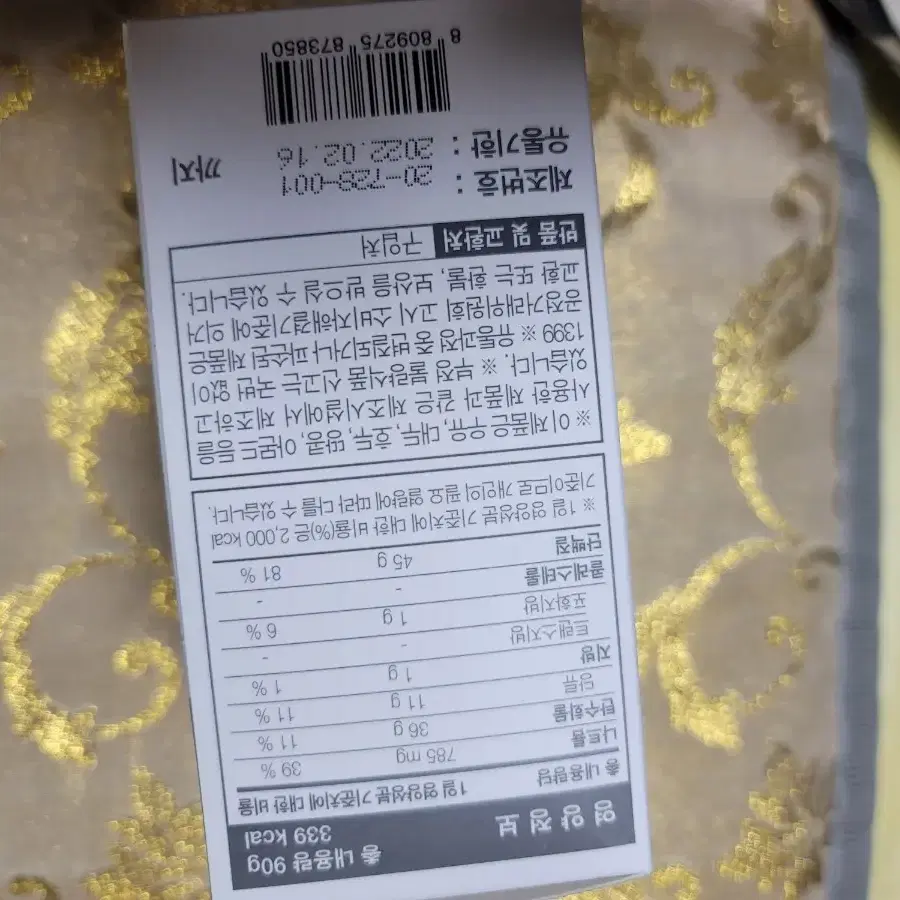 영 양 정 보
총 내용량 90g
339 kcal
총 내용량당 1일 영양성분 기준치에 대한 비율
나트륨 785 mg 39 %
탄수화물 36 g 11 %
당류 11 g 11 %
지방 1 g 1 %
트랜스지방 - -
포화지방 1 g 6 %
콜레스테롤 - -
단백질 45 g 81 %
※ 1일 영양성분 기준치에 대한 비율(%)은 2,000 kcal
기준이므로 개인의 필요 열량에 따라 다를 수 있습니다.
※ 이 제품은 우유, 대두, 호두, 땅콩, 아몬드 등을
사용한 제품과 같은 제조시설에서 제조하고
있습니다. ※ 부정·불량식품 신고는 국번 없이
1399 ※ 유통과정 중 변질되거나 파손된 제품은
공정거래위원회 고시 소비자분쟁해결기준에 의거
교환 또는 환불, 보상을 받으실 수 있습니다.
반품 및 교환처 구입처
제조번호 : 20-729-001
유통기한 : 2022.02.16 까지
8 809275 873850